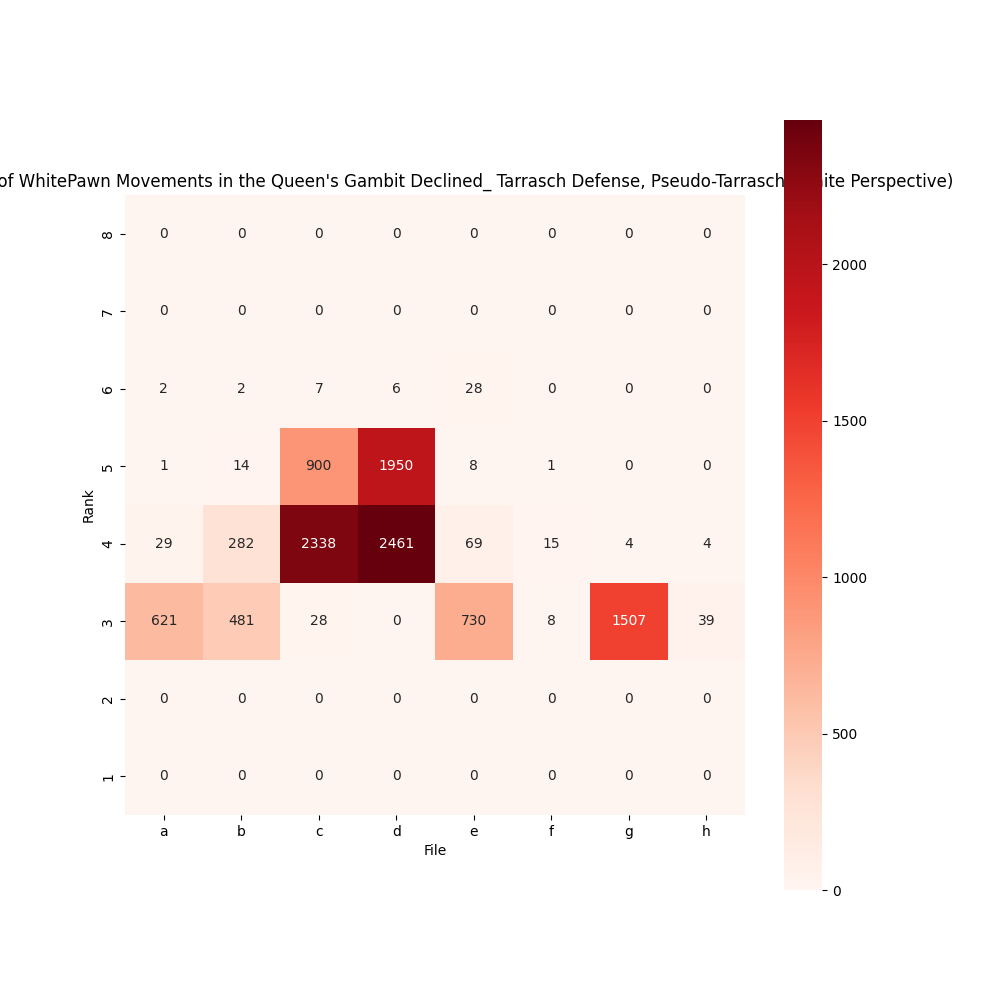 of WhitePawn Movements in the Queen's Gambit Declined_ Tarrasch Defense, Pseudo-Tarrasch Perspective)
8 0 0 0 0 0 0 0 0
7 0 0 0 0 0 0 0 0
2000
6 2 2 7 6 28 0 0 0
1500
5 1 14 900 1950 8 1 0 0
Rank
4 29 282 2338 2461 69 15 4 4
1000
3 621 481 28 0 730 8 1507 39
2 0 0 0 0 0 0 0 0
500
1 0 0 0 0 0 0 0 0
a b c d e f g h
File
0